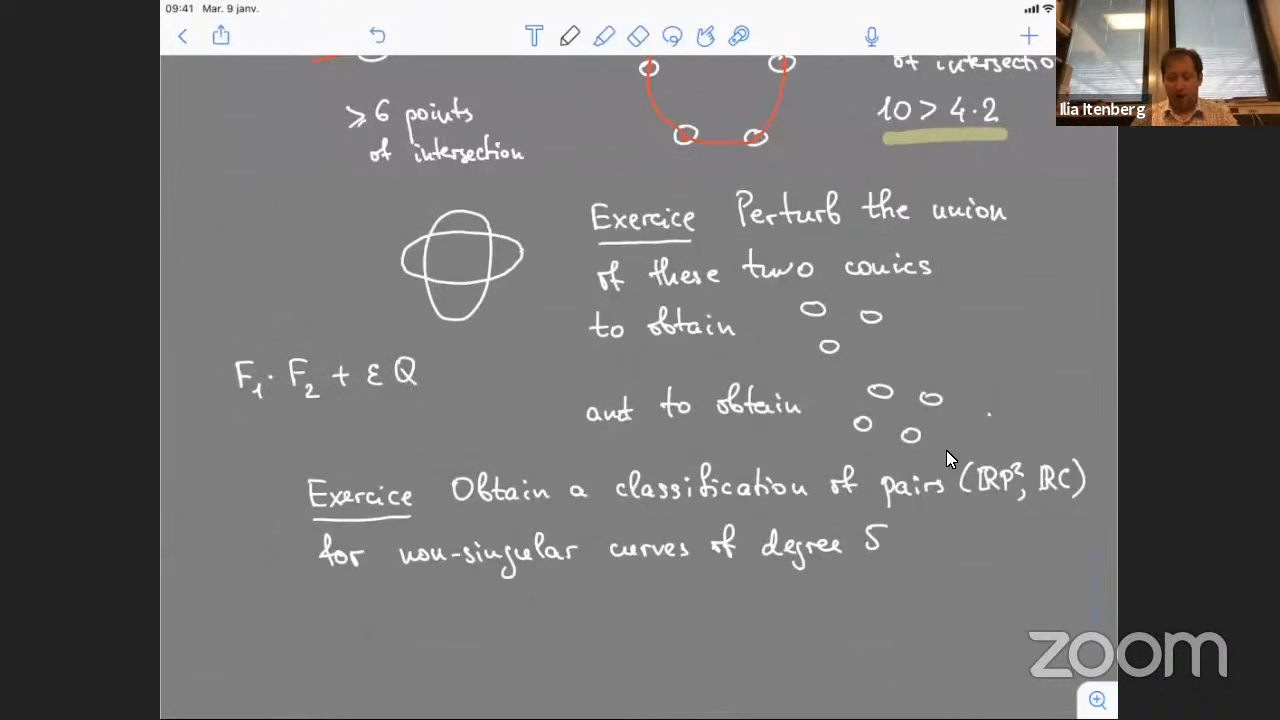 09:41 Mar. 9 janv.
of intersectio
Ilia Itenberg
⩾ 6 points
of intersection
10 > 4·2
Exercice Perturb the union
of these two conics
to obtain
F₁· F₂ + ε Q
and to obtain
Exercice Obtain a classification of pairs (ℝP², ℝC)
for non-singular curves of degree 5
zoom